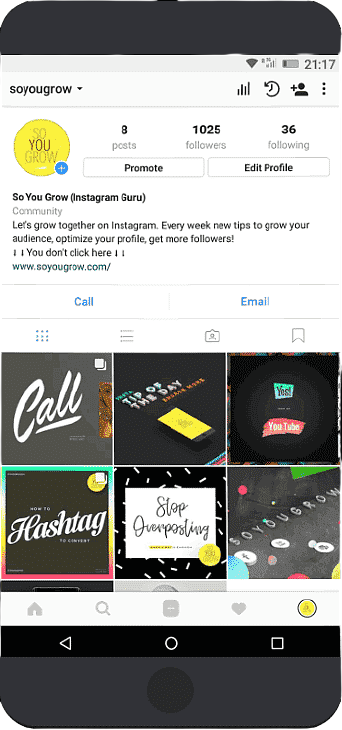 21:17
soyougrow
SO
YOU
GROW
8
1025
36
posts
followers
following
Promote
Edit Profile
So You Grow (Instagram Guru)
Community
Let's grow together on Instagram. Every week new tips to grow your
audience, optimize your profile, get more followers!
↓ ↓ You don't click here ↓ ↓
www.soyougrow.com/
Call
Email
Call
TIP OF
THE DAY
Yes!
You Tube
HOW TO
Hashtag
TO CONVERT
Stop
Overposting
YOU
SOYOUGROW